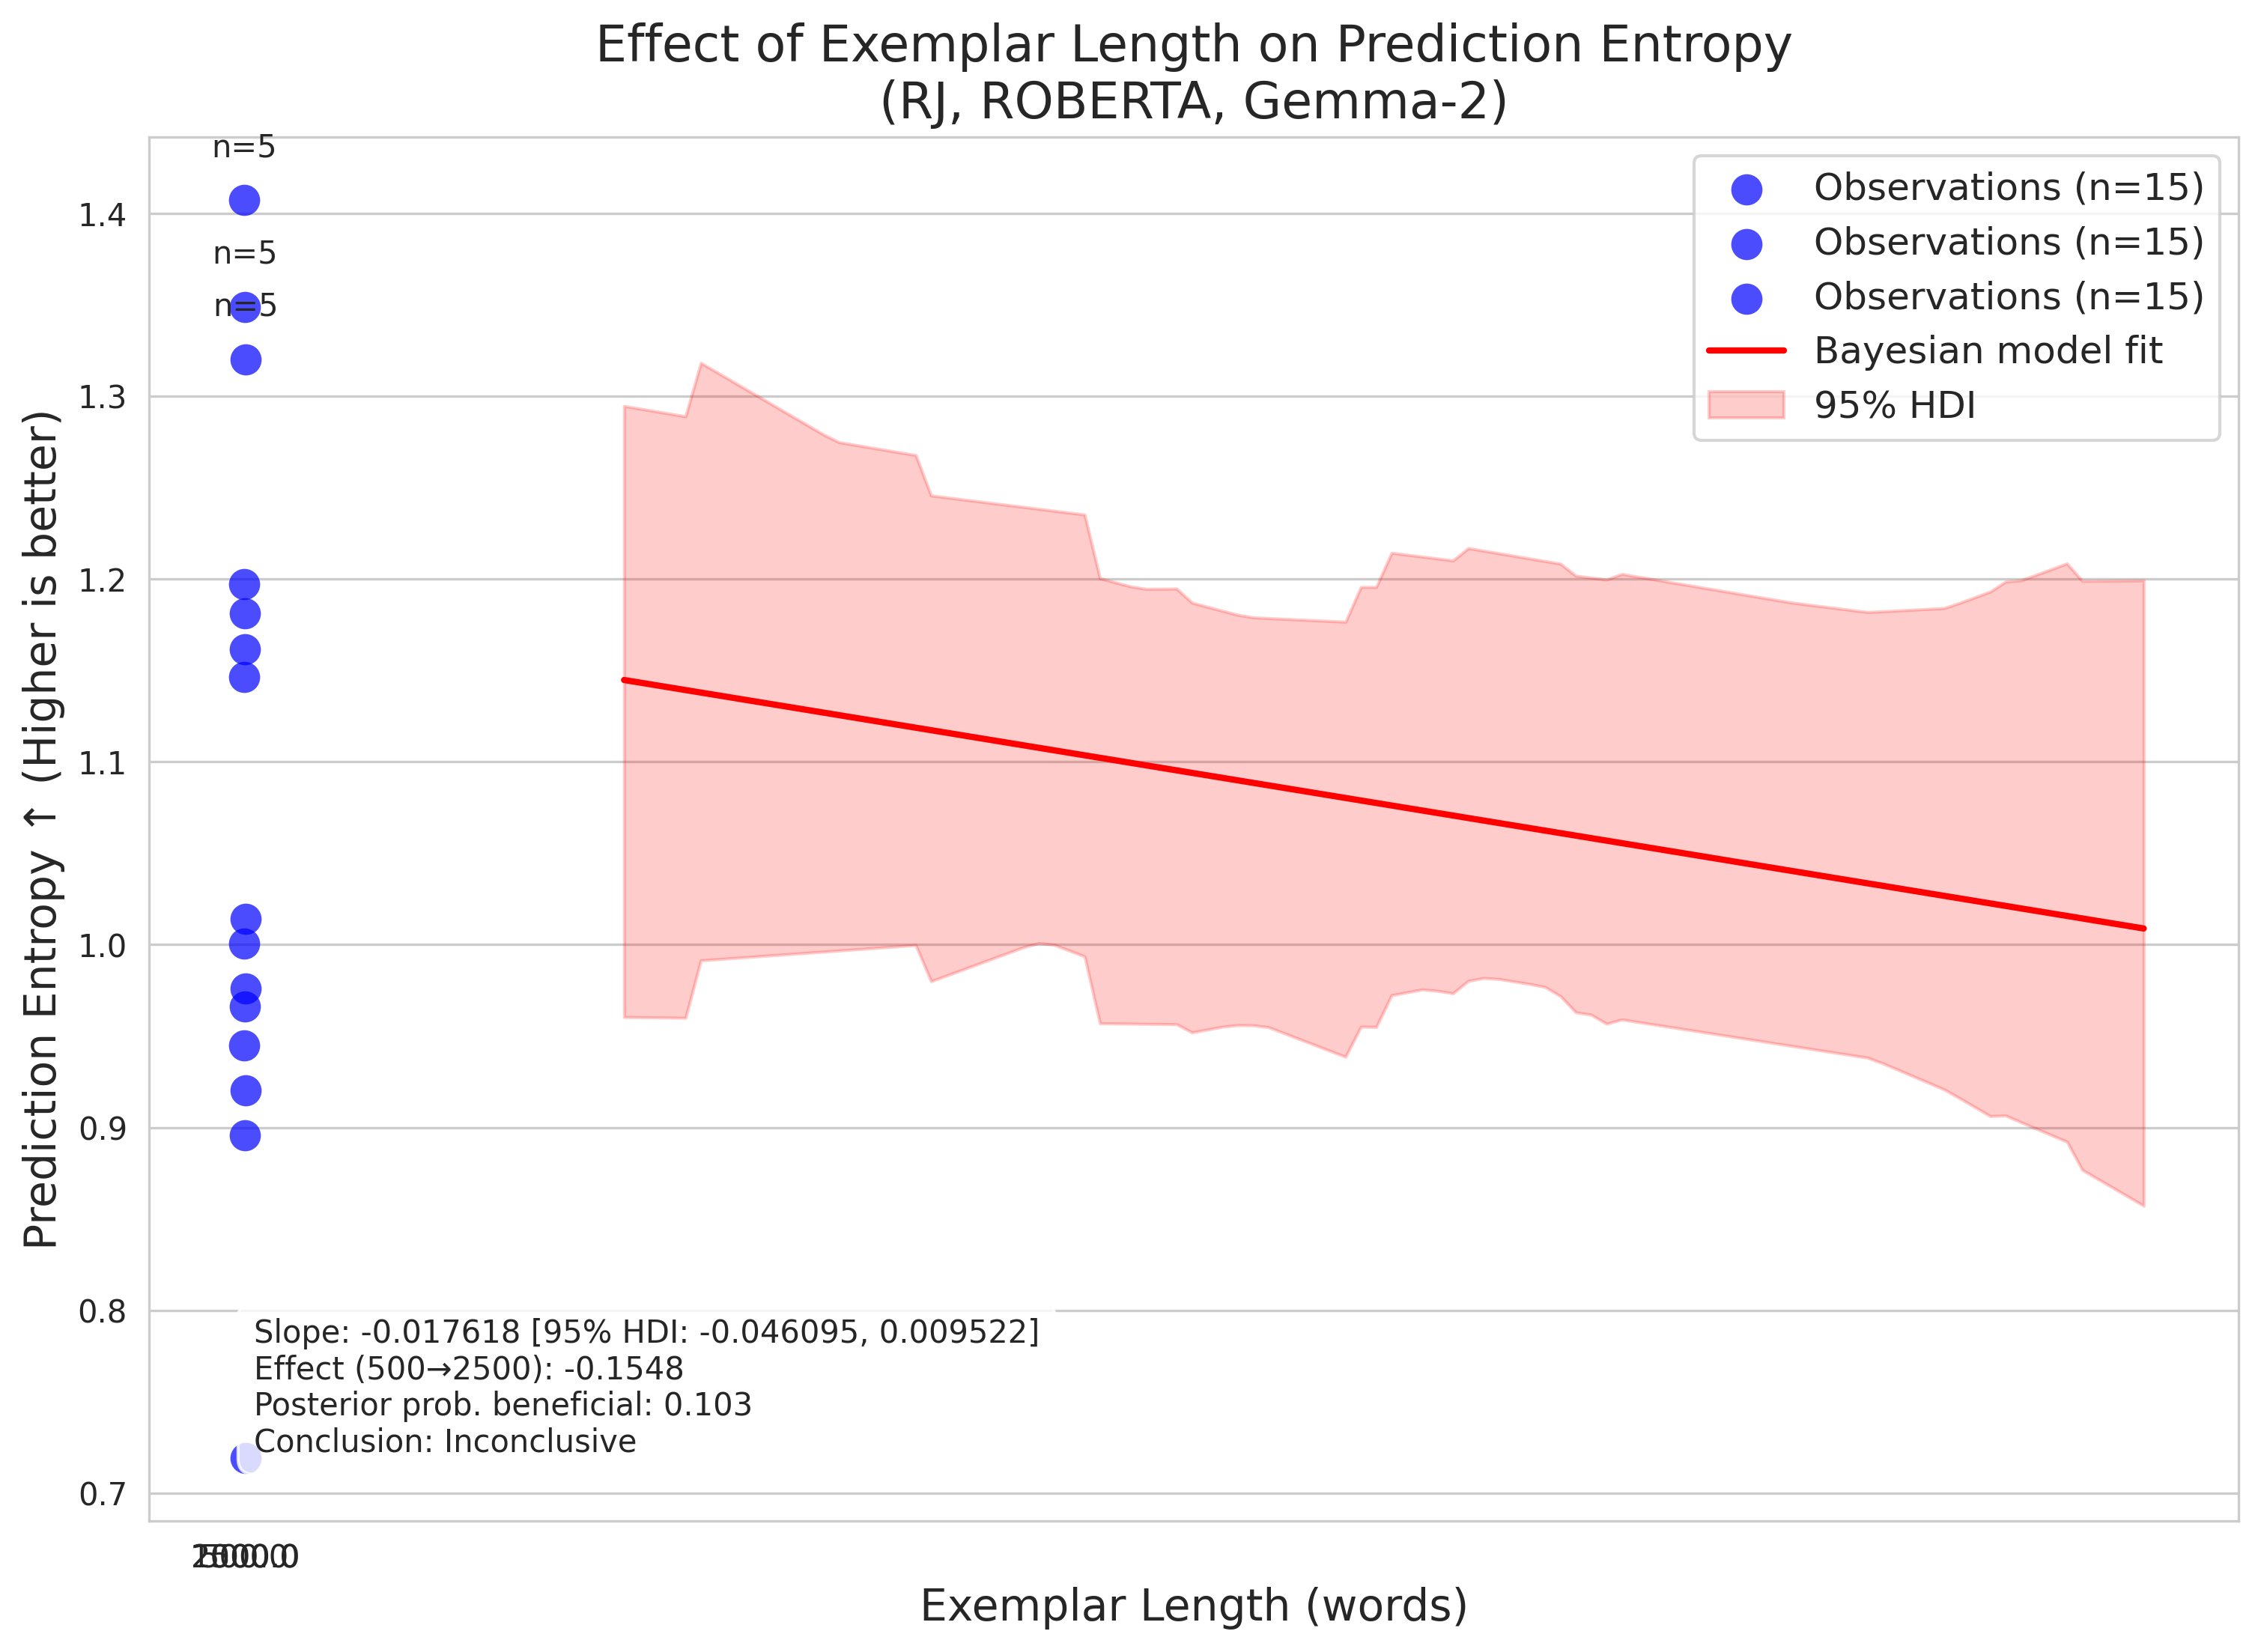 Effect of Exemplar Length on Prediction Entropy
(RJ, ROBERTA, Gemma-2)
n=5
n=5
n=5
Observations (n=15)
Observations (n=15)
Observations (n=15)
Bayesian model fit
95% HDI
Prediction Entropy ↑ (Higher is better)
1.4
1.3
1.2
1.1
1.0
0.9
0.8
0.7
Slope: -0.017618 [95% HDI: -0.046095, 0.009522]
Effect (500→2500): -0.1548
Posterior prob. beneficial: 0.103
Conclusion: Inconclusive
Exemplar Length (words)